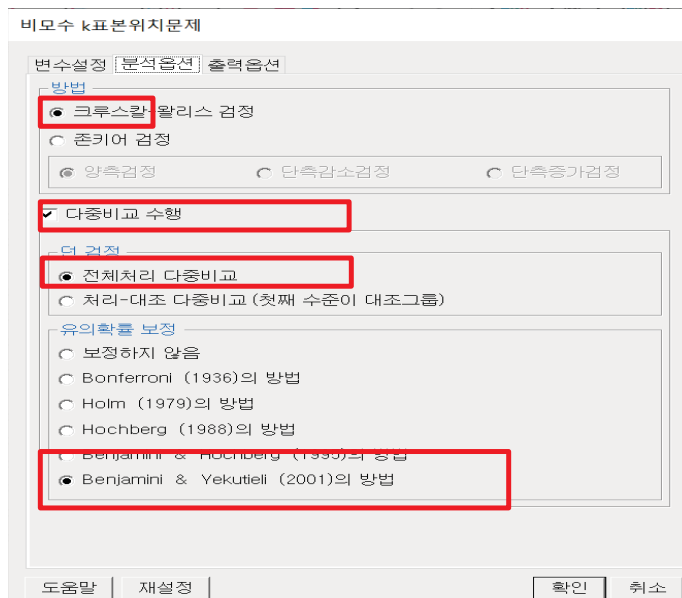 비모수 k표본위치문제
변수설정 분석옵션 출력옵션
방법
크루스칼-왈리스 검정
존키어 검정
양측검정 단측감소검정 단측증가검정
다중비교 수행
던 검정
전체처리 다중비교
처리-대조 다중비교 (첫째 수준이 대조그룹)
유의확률 보정
보정하지 않음
Bonferroni (1936)의 방법
Holm (1979)의 방법
Hochberg (1988)의 방법
Benjamini & Hochberg (1995)의 방법
Benjamini & Yekutieli (2001)의 방법
도움말 재설정 확인 취소